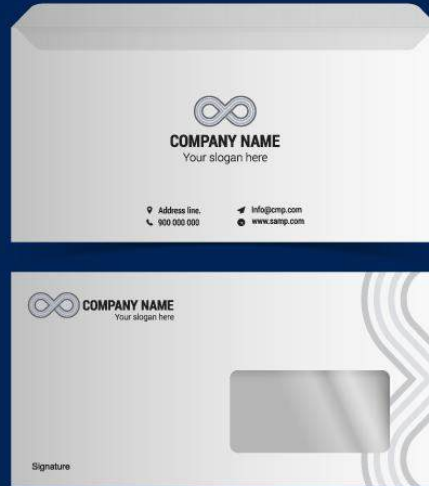 COMPANY NAME
Your slogan here
Address line.
Info@cmp.com
900 000 000
www.samp.com
COMPANY NAME
Your slogan here
Signature